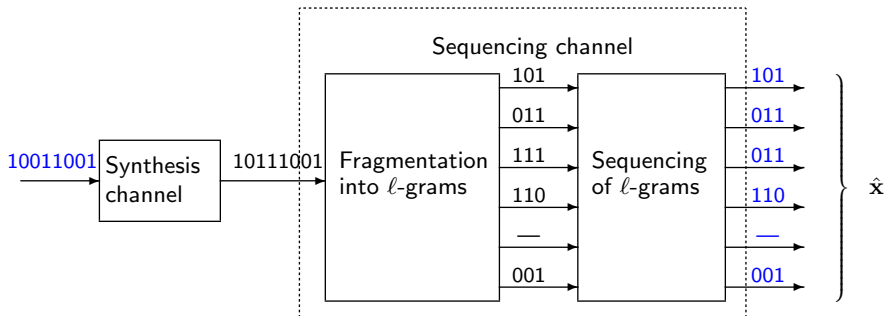 Sequencing channel
10011001
Synthesis
channel
10111001
Fragmentation
into ℓ-grams
101
011
111
110
—
001
Sequencing
of ℓ-grams
101
011
011
110
—
001
x̂